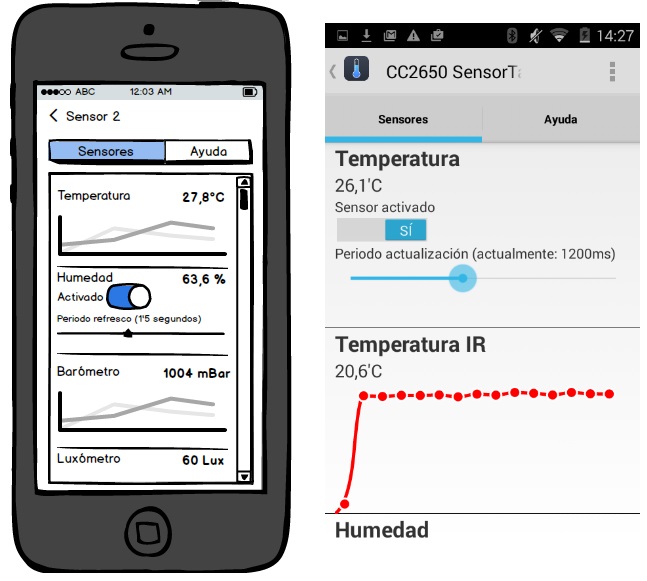 ABC 12:03 AM
Sensor 2
Sensores Ayuda
Temperatura 27,8°C
Humedad 63,6 %
Activado
Periodo refresco (1'5 segundos)
Barómetro 1004 mBar
Luxómetro 60 Lux
14:27
CC2650 SensorTa
Sensores Ayuda
Temperatura
26,1'C
Sensor activado
SÍ
Periodo actualización (actualmente: 1200ms)
Temperatura IR
20,6'C
Humedad